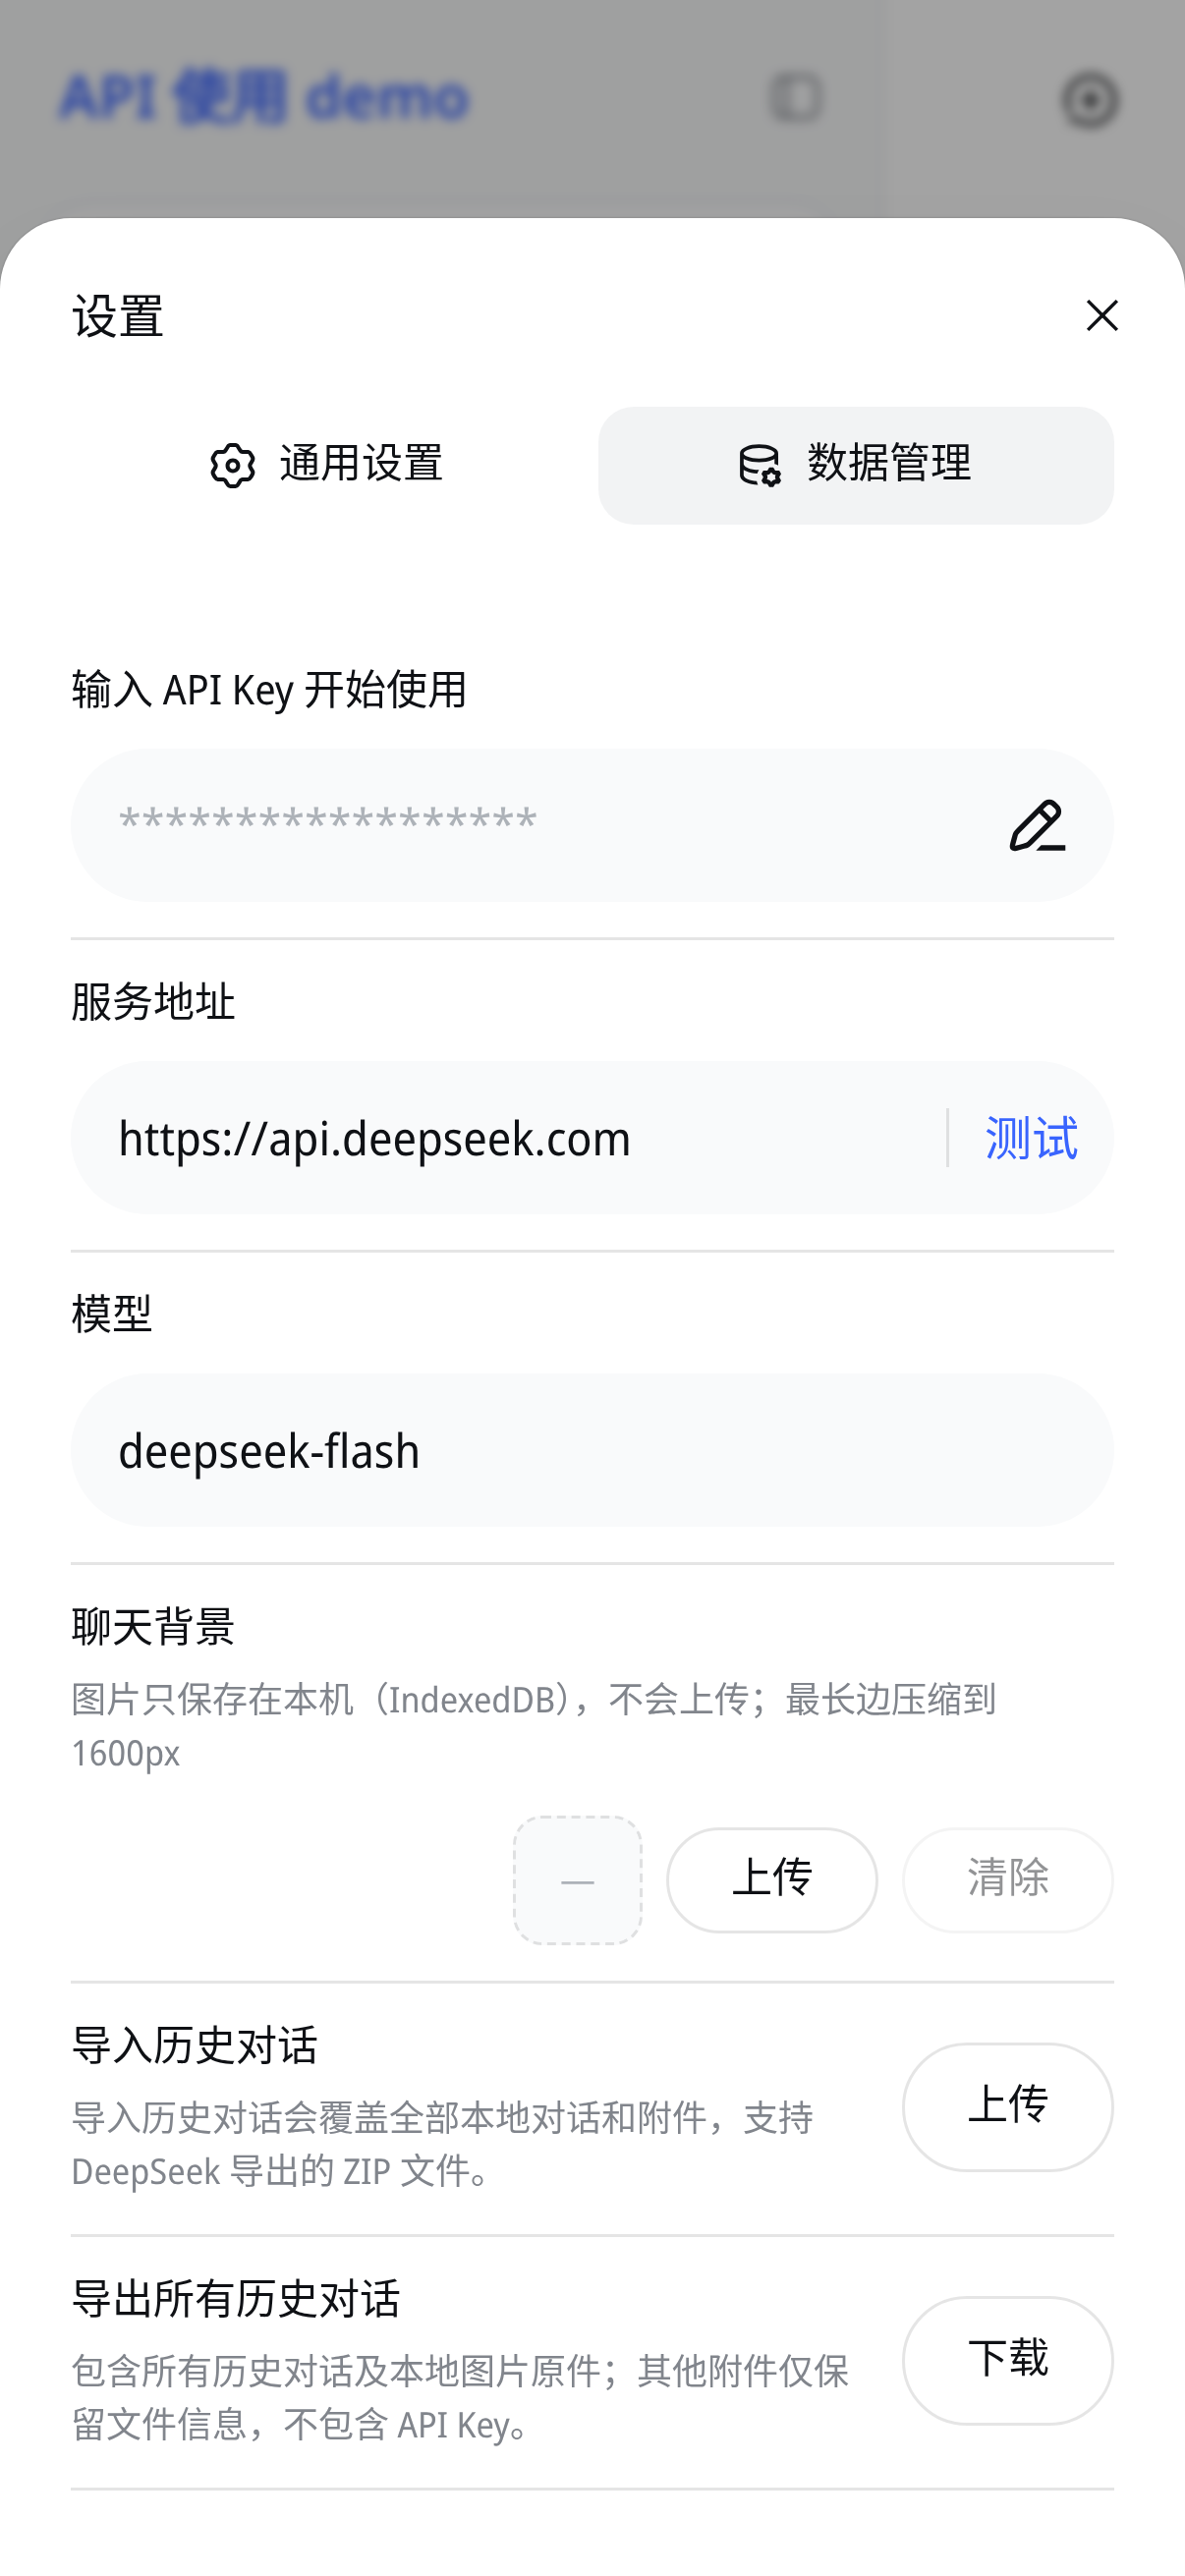 API 使用 demo
设置
通用设置
数据管理
输入 API Key 开始使用
******************
服务地址
https://api.deepseek.com
测试
模型
deepseek-flash
聊天背景
图片只保存在本机（IndexedDB），不会上传；最长边压缩到
1600px
—
上传
清除
导入历史对话
导入历史对话会覆盖全部本地对话和附件，支持
DeepSeek 导出的 ZIP 文件。
上传
导出所有历史对话
包含所有历史对话及本地图片原件；其他附件仅保
留文件信息，不包含 API Key。
下载